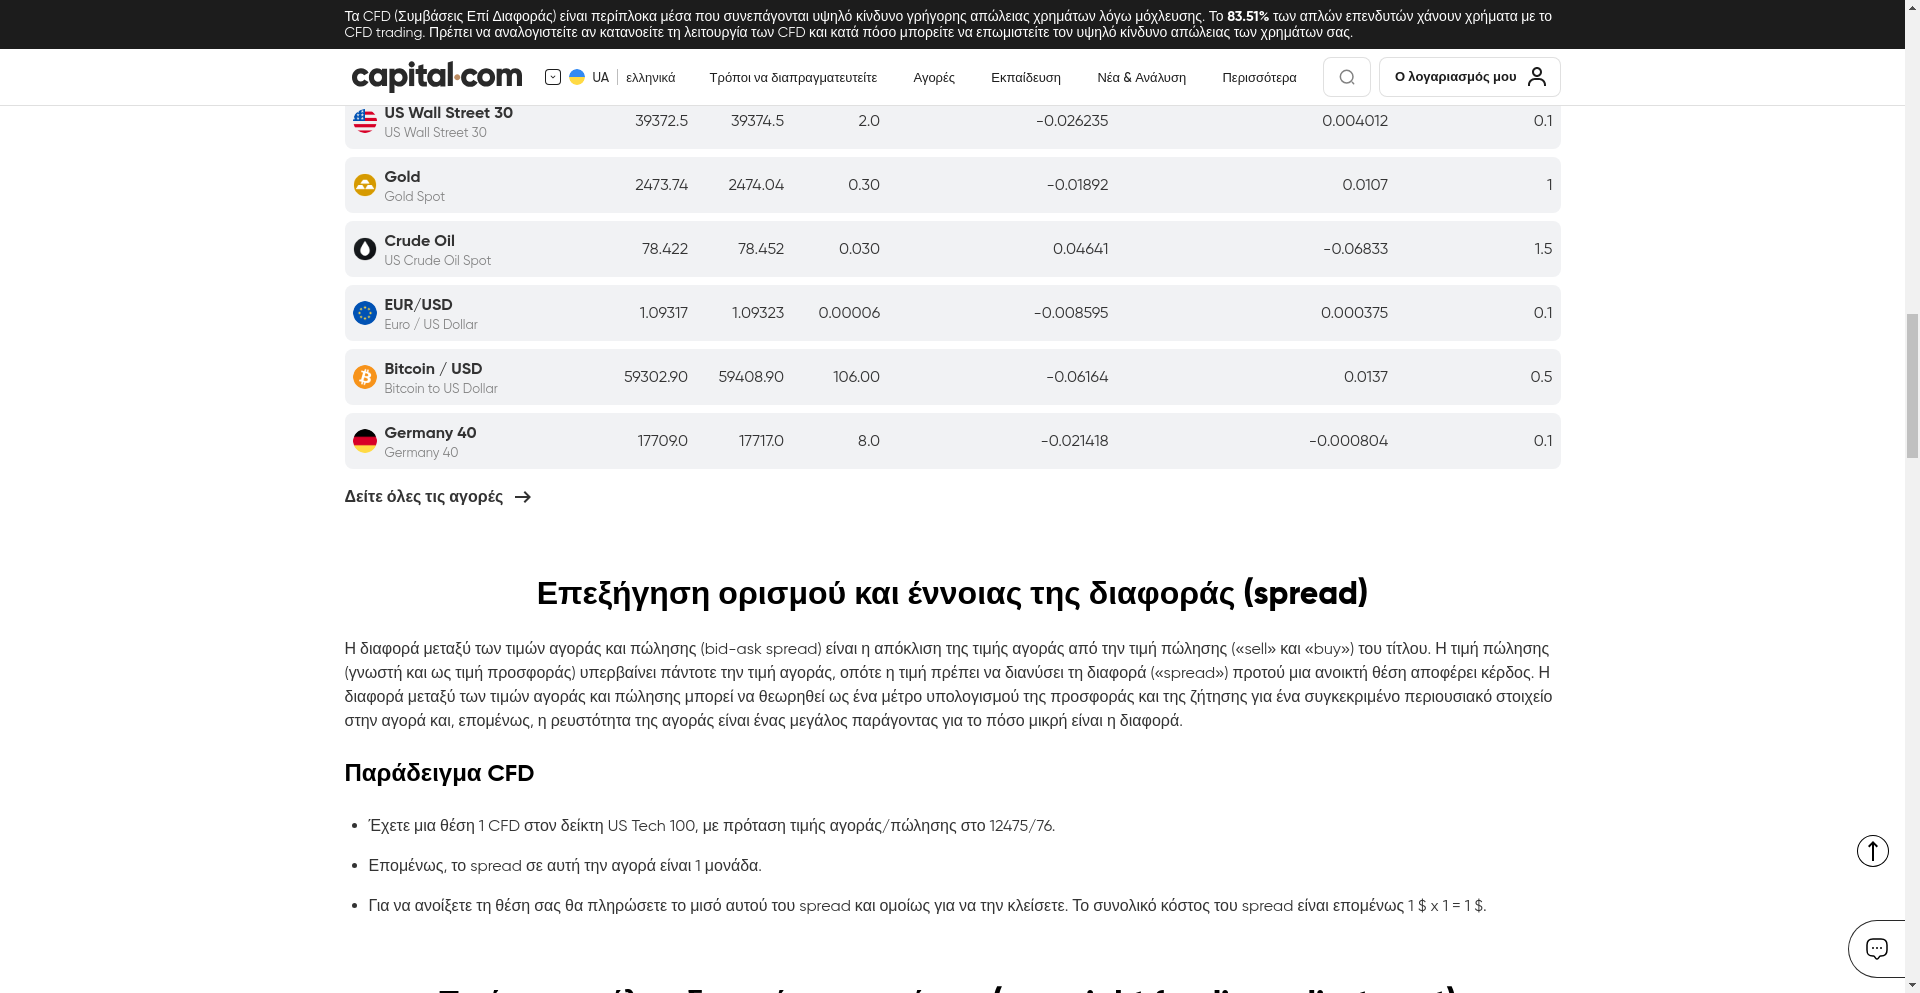 Τα CFD (Συμβάσεις Επί Διαφοράς) είναι περίπλοκα μέσα που συνεπάγονται υψηλό κίνδυνο γρήγορης απώλειας χρημάτων λόγω μόχλευσης. Το 83.51% των απλών επενδυτών χάνουν χρήματα με το
CFD trading. Πρέπει να αναλογιστείτε αν κατανοείτε τη λειτουργία των CFD και κατά πόσο μπορείτε να επωμιστείτε τον υψηλό κίνδυνο απώλειας των χρημάτων σας.
capital.com UA ελληνικά Τρόποι να διαπραγματευτείτε Αγορές Εκπαίδευση Νέα & Ανάλυση Περισσότερα Ο λογαριασμός μου
US Wall Street 30
US Wall Street 30
39372.5 39374.5 2.0 -0.026235 0.004012 0.1
Gold
Gold Spot
2473.74 2474.04 0.30 -0.01892 0.0107 1
Crude Oil
US Crude Oil Spot
78.422 78.452 0.030 0.04641 -0.06833 1.5
EUR/USD
Euro / US Dollar
1.09317 1.09323 0.00006 -0.008595 0.000375 0.1
Bitcoin / USD
Bitcoin to US Dollar
59302.90 59408.90 106.00 -0.06164 0.0137 0.5
Germany 40
Germany 40
17709.0 17717.0 8.0 -0.021418 -0.000804 0.1
Δείτε όλες τις αγορές
Επεξήγηση ορισμού και έννοιας της διαφοράς (spread)
Η διαφορά μεταξύ των τιμών αγοράς και πώλησης (bid-ask spread) είναι η απόκλιση της τιμής αγοράς από την τιμή πώλησης («sell» και «buy») του τίτλου. Η τιμή πώλησης
(γνωστή και ως τιμή προσφοράς) υπερβαίνει πάντοτε την τιμή αγοράς, οπότε η τιμή πρέπει να διανύσει τη διαφορά («spread») προτού μια ανοικτή θέση αποφέρει κέρδος. Η
διαφορά μεταξύ των τιμών αγοράς και πώλησης μπορεί να θεωρηθεί ως ένα μέτρο υπολογισμού της προσφοράς και της ζήτησης για ένα συγκεκριμένο περιουσιακό στοιχείο
στην αγορά και, επομένως, η ρευστότητα της αγοράς είναι ένας μεγάλος παράγοντας για το πόσο μικρή είναι η διαφορά.
Παράδειγμα CFD
• Έχετε μια θέση 1 CFD στον δείκτη US Tech 100, με πρόταση τιμής αγοράς/πώλησης στο 12475/76.
• Επομένως, το spread σε αυτή την αγορά είναι 1 μονάδα.
• Για να ανοίξετε τη θέση σας θα πληρώσετε το μισό αυτού του spread και ομοίως για να την κλείσετε. Το συνολικό κόστος του spread είναι επομένως 1 $ x 1 = 1 $.